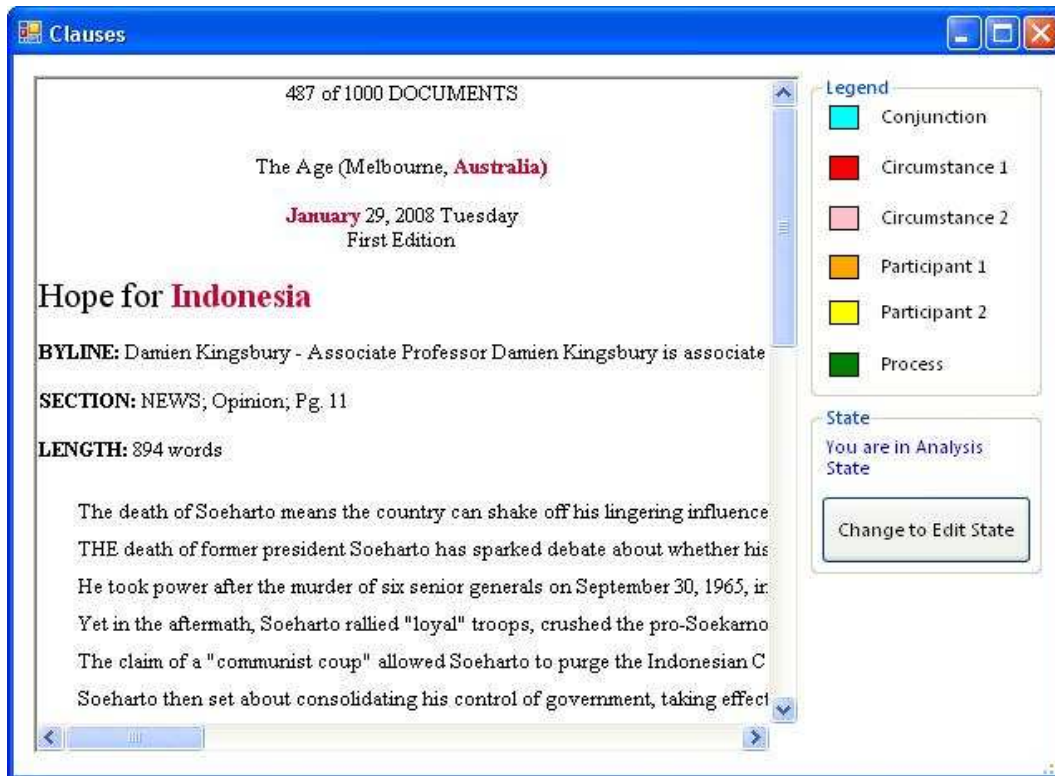 Clauses
487 of 1000 DOCUMENTS
The Age (Melbourne, Australia)
January 29, 2008 Tuesday
First Edition
Hope for Indonesia
BYLINE: Damien Kingsbury - Associate Professor Damien Kingsbury is associate
SECTION: NEWS; Opinion; Pg. 11
LENGTH: 894 words
The death of Soeharto means the country can shake off his lingering influence
THE death of former president Soeharto has sparked debate about whether his
He took power after the murder of six senior generals on September 30, 1965,
Yet in the aftermath, Soeharto rallied "loyal" troops, crushed the pro-Soekarno
The claim of a "communist coup" allowed Soeharto to purge the Indonesian C
Soeharto then set about consolidating his control of government, taking effect
Legend
Conjunction
Circumstance 1
Circumstance 2
Participant 1
Participant 2
Process
State
You are in Analysis
State
Change to Edit State